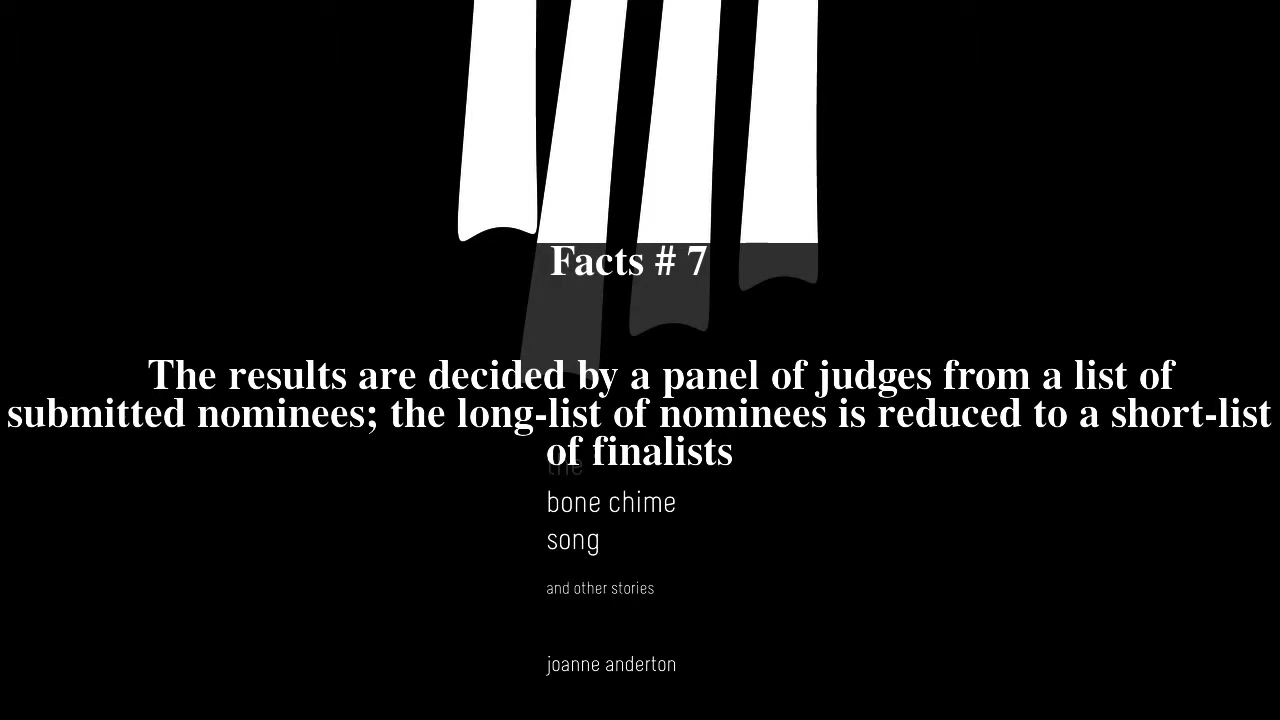 Facts # 7
The results are decided by a panel of judges from a list of
submitted nominees; the long-list of nominees is reduced to a short-list
of finalists
the
bone chime
song
and other stories
joanne anderton